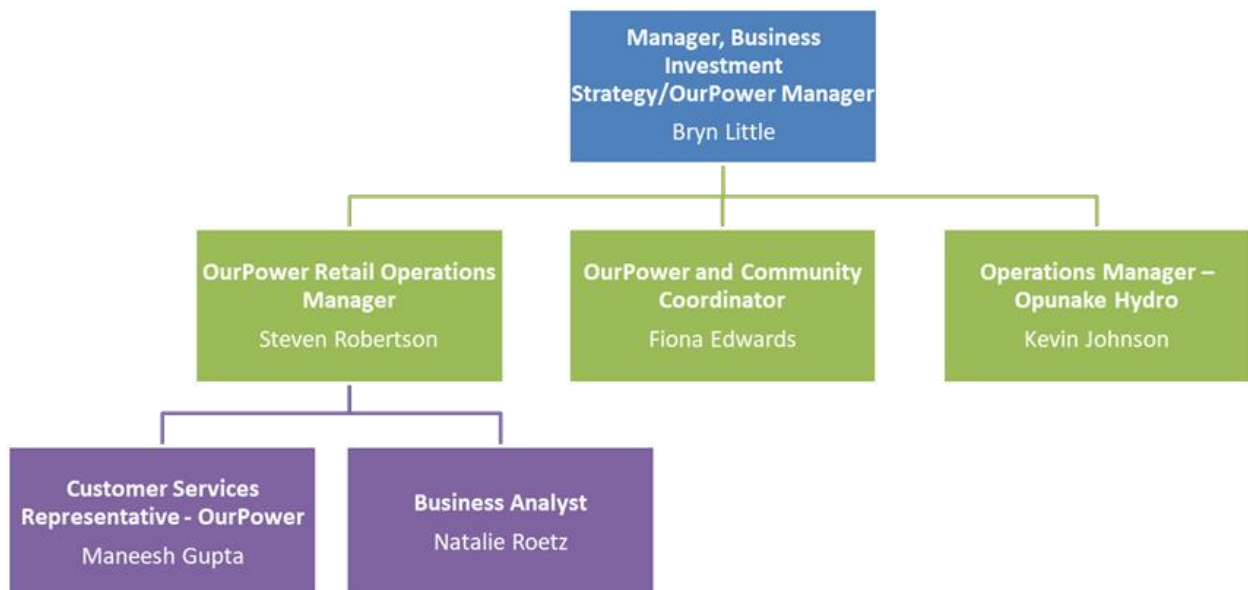 Manager, Business
Investment
Strategy/OurPower Manager
Bryn Little
OurPower Retail Operations
Manager
Steven Robertson
OurPower and Community
Coordinator
Fiona Edwards
Operations Manager –
Opunake Hydro
Kevin Johnson
Customer Services
Representative - OurPower
Maneesh Gupta
Business Analyst
Natalie Roetz